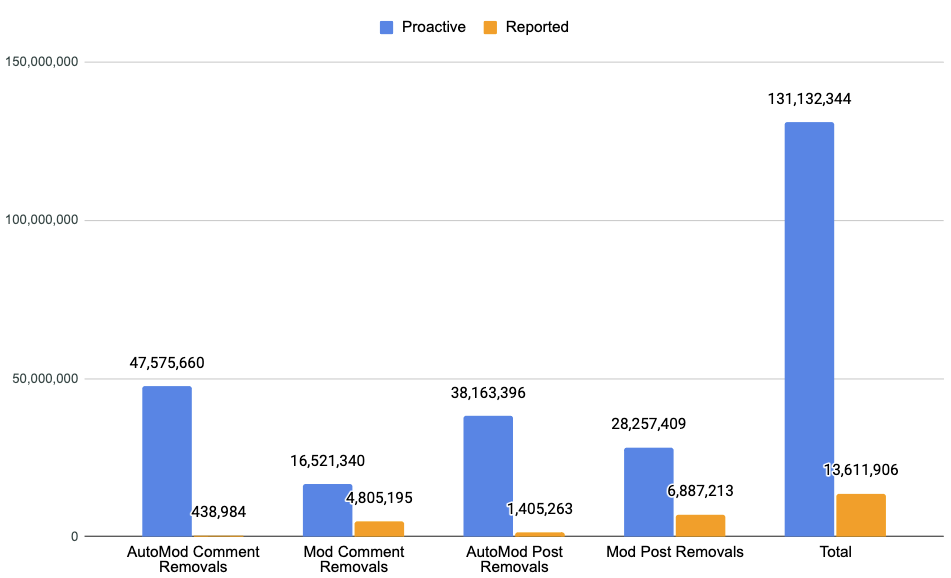 Proactive
Reported
150,000,000
131,132,344
100,000,000
47,575,660
50,000,000
38,163,396
28,257,409
16,521,340
13,611,906
4,805,195
6,887,213
438,984
1,405,263
0
AutoMod Comment
Removals
Mod Comment
Removals
AutoMod Post
Removals
Mod Post Removals
Total